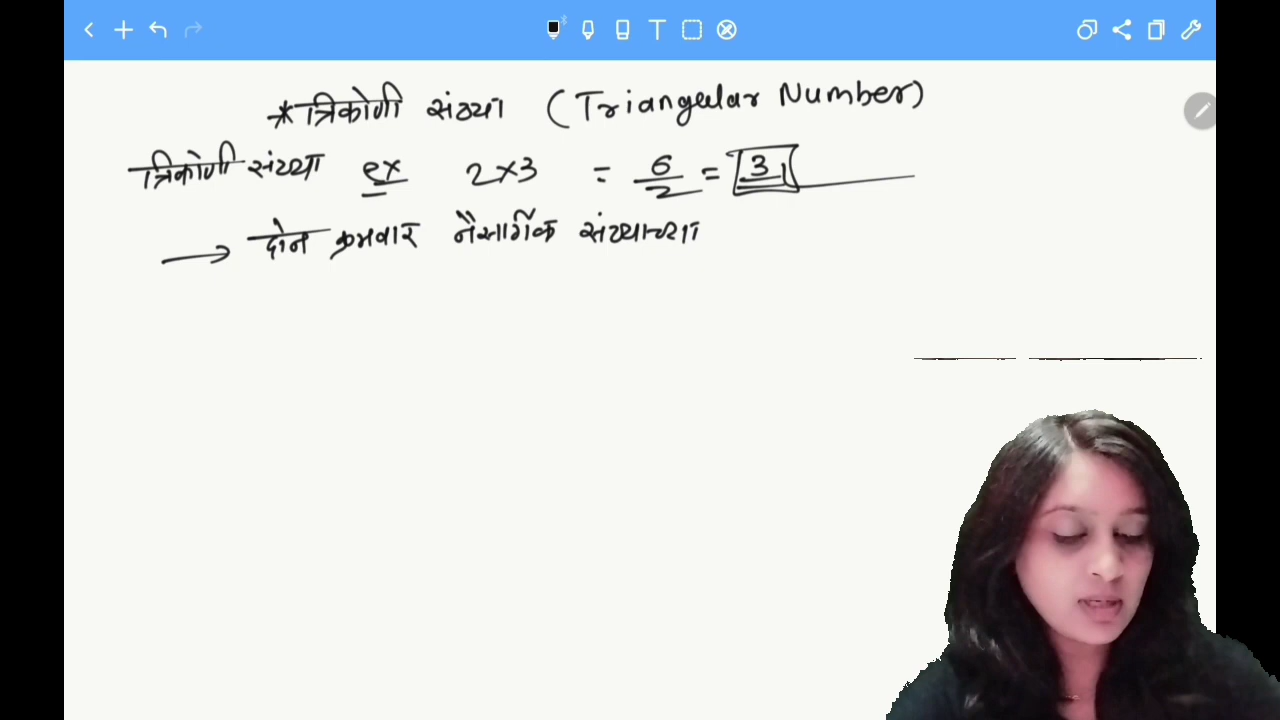 * त्रिकोणी संख्या (Triangular Number)
त्रिकोणी संख्या ex 2×3 = 6/2 = 3
→ दोन क्रमवार नैसर्गिक संख्याच्या